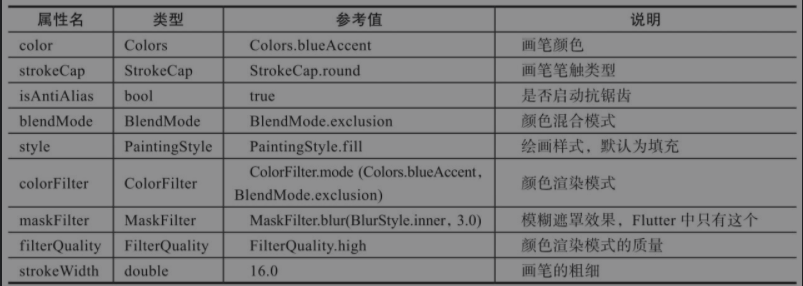 属性名 类型 参考值 说明
color Colors Colors.blueAccent 画笔颜色
strokeCap StrokeCap StrokeCap.round 画笔笔触类型
isAntiAlias bool true 是否启动抗锯齿
blendMode BlendMode BlendMode.exclusion 颜色混合模式
style PaintingStyle PaintingStyle.fill 绘画样式，默认为填充
colorFilter ColorFilter ColorFilter.mode (Colors.blueAccent, BlendMode.exclusion) 颜色渲染模式
maskFilter MaskFilter MaskFilter.blur(BlurStyle.inner, 3.0) 模糊遮罩效果，Flutter 中只有这个
filterQuality FilterQuality FilterQuality.high 颜色渲染模式的质量
strokeWidth double 16.0 画笔的粗细